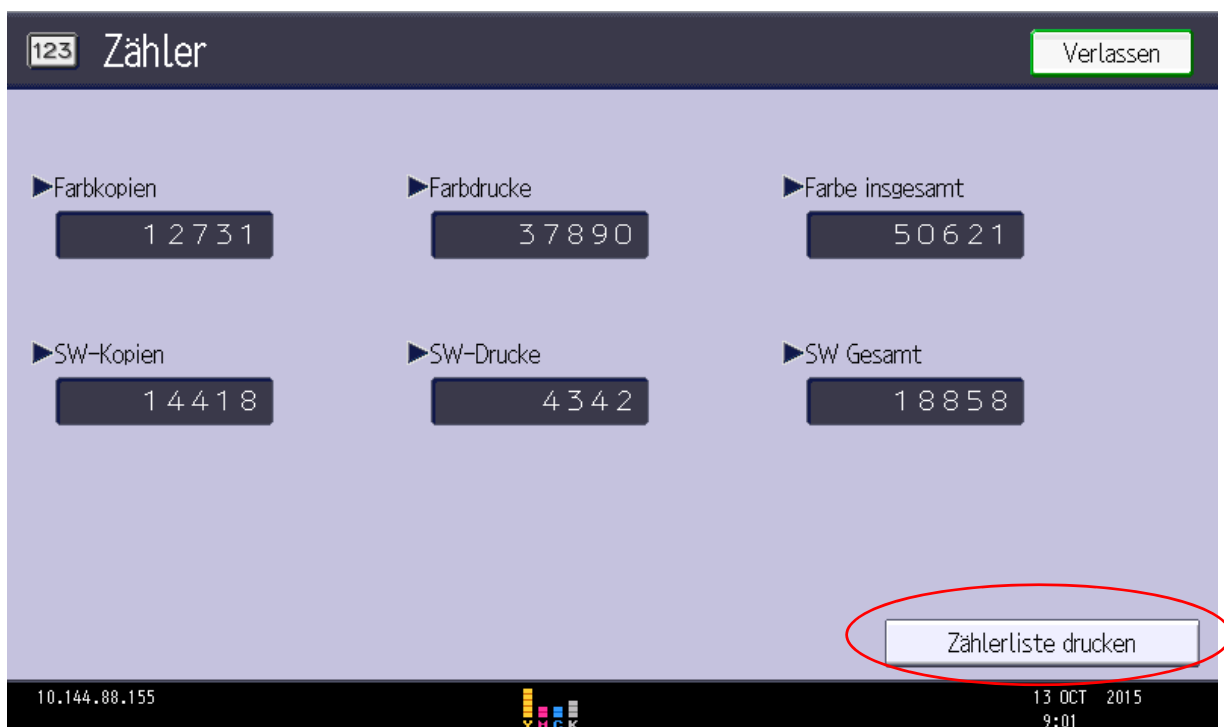 123 Zähler Verlassen
Farbkopien Farbdrucke Farbe insgesamt
12731 37890 50621
SW-Kopien SW-Drucke SW Gesamt
14418 4342 18858
Zählerliste drucken
10.144.88.155 13 OCT 2015
Y M C K 9:01